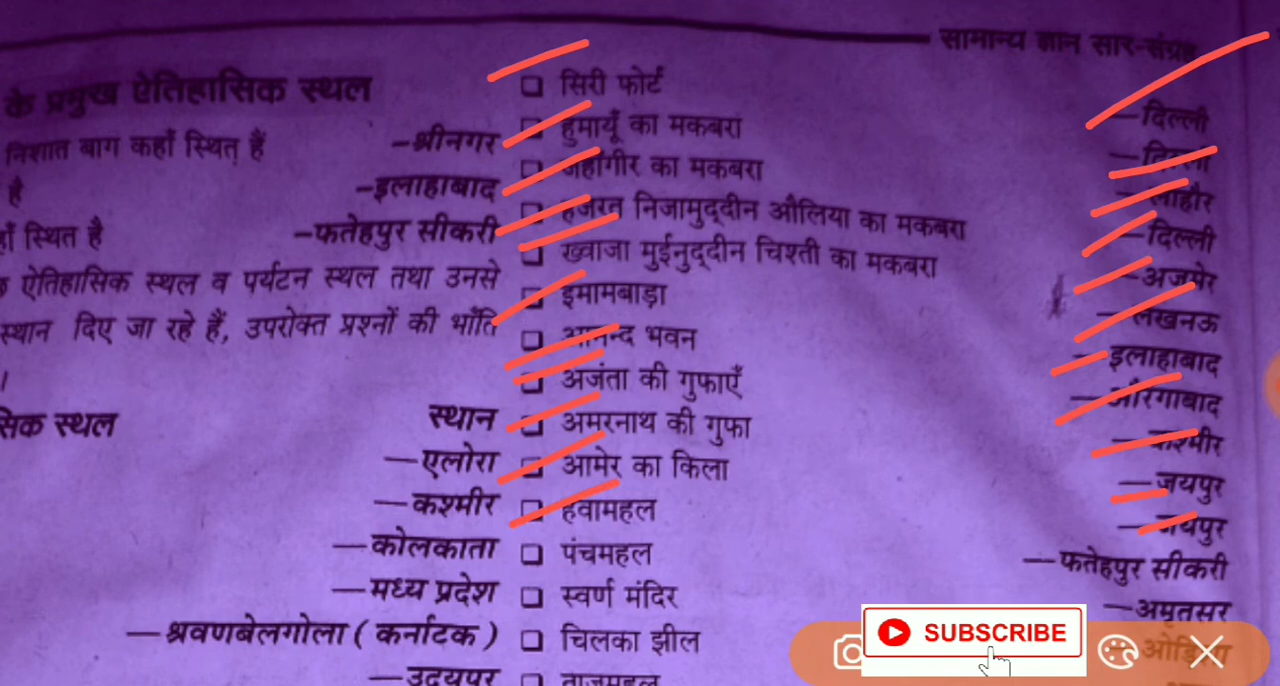 सामान्य ज्ञान सार-संग्रह
के प्रमुख ऐतिहासिक स्थल
निशात बाग कहाँ स्थित् हैं
—श्रीनगर
है
—इलाहाबाद
हाँ स्थित है
—फतेहपुर सीकरी
ऐतिहासिक स्थल व पर्यटन स्थल तथा उनसे
स्थान दिए जा रहे हैं, उपरोक्त प्रश्नों की भाँति
।
सिक स्थल
स्थान
—एलोरा
—कश्मीर
—कोलकाता
—मध्य प्रदेश
—श्रवणबेलगोला ( कर्नाटक )
—उदयपुर
❑ सिरी फोर्ट —दिल्ली
❑ हुमायूँ का मकबरा —दिल्ली
❑ जहाँगीर का मकबरा —लाहौर
❑ हजरत निजामुद्दीन औलिया का मकबरा —दिल्ली
❑ ख्वाजा मुईनुद्दीन चिश्ती का मकबरा —अजमेर
❑ इमामबाड़ा —लखनऊ
❑ आनन्द भवन —इलाहाबाद
❑ अजंता की गुफाएँ —औरंगाबाद
❑ अमरनाथ की गुफा —कश्मीर
❑ आमेर का किला —जयपुर
❑ हवामहल —जयपुर
❑ पंचमहल —फतेहपुर सीकरी
❑ स्वर्ण मंदिर —अमृतसर
❑ चिलका झील —ओड़िशा
❑ ताजमहल
SUBSCRIBE